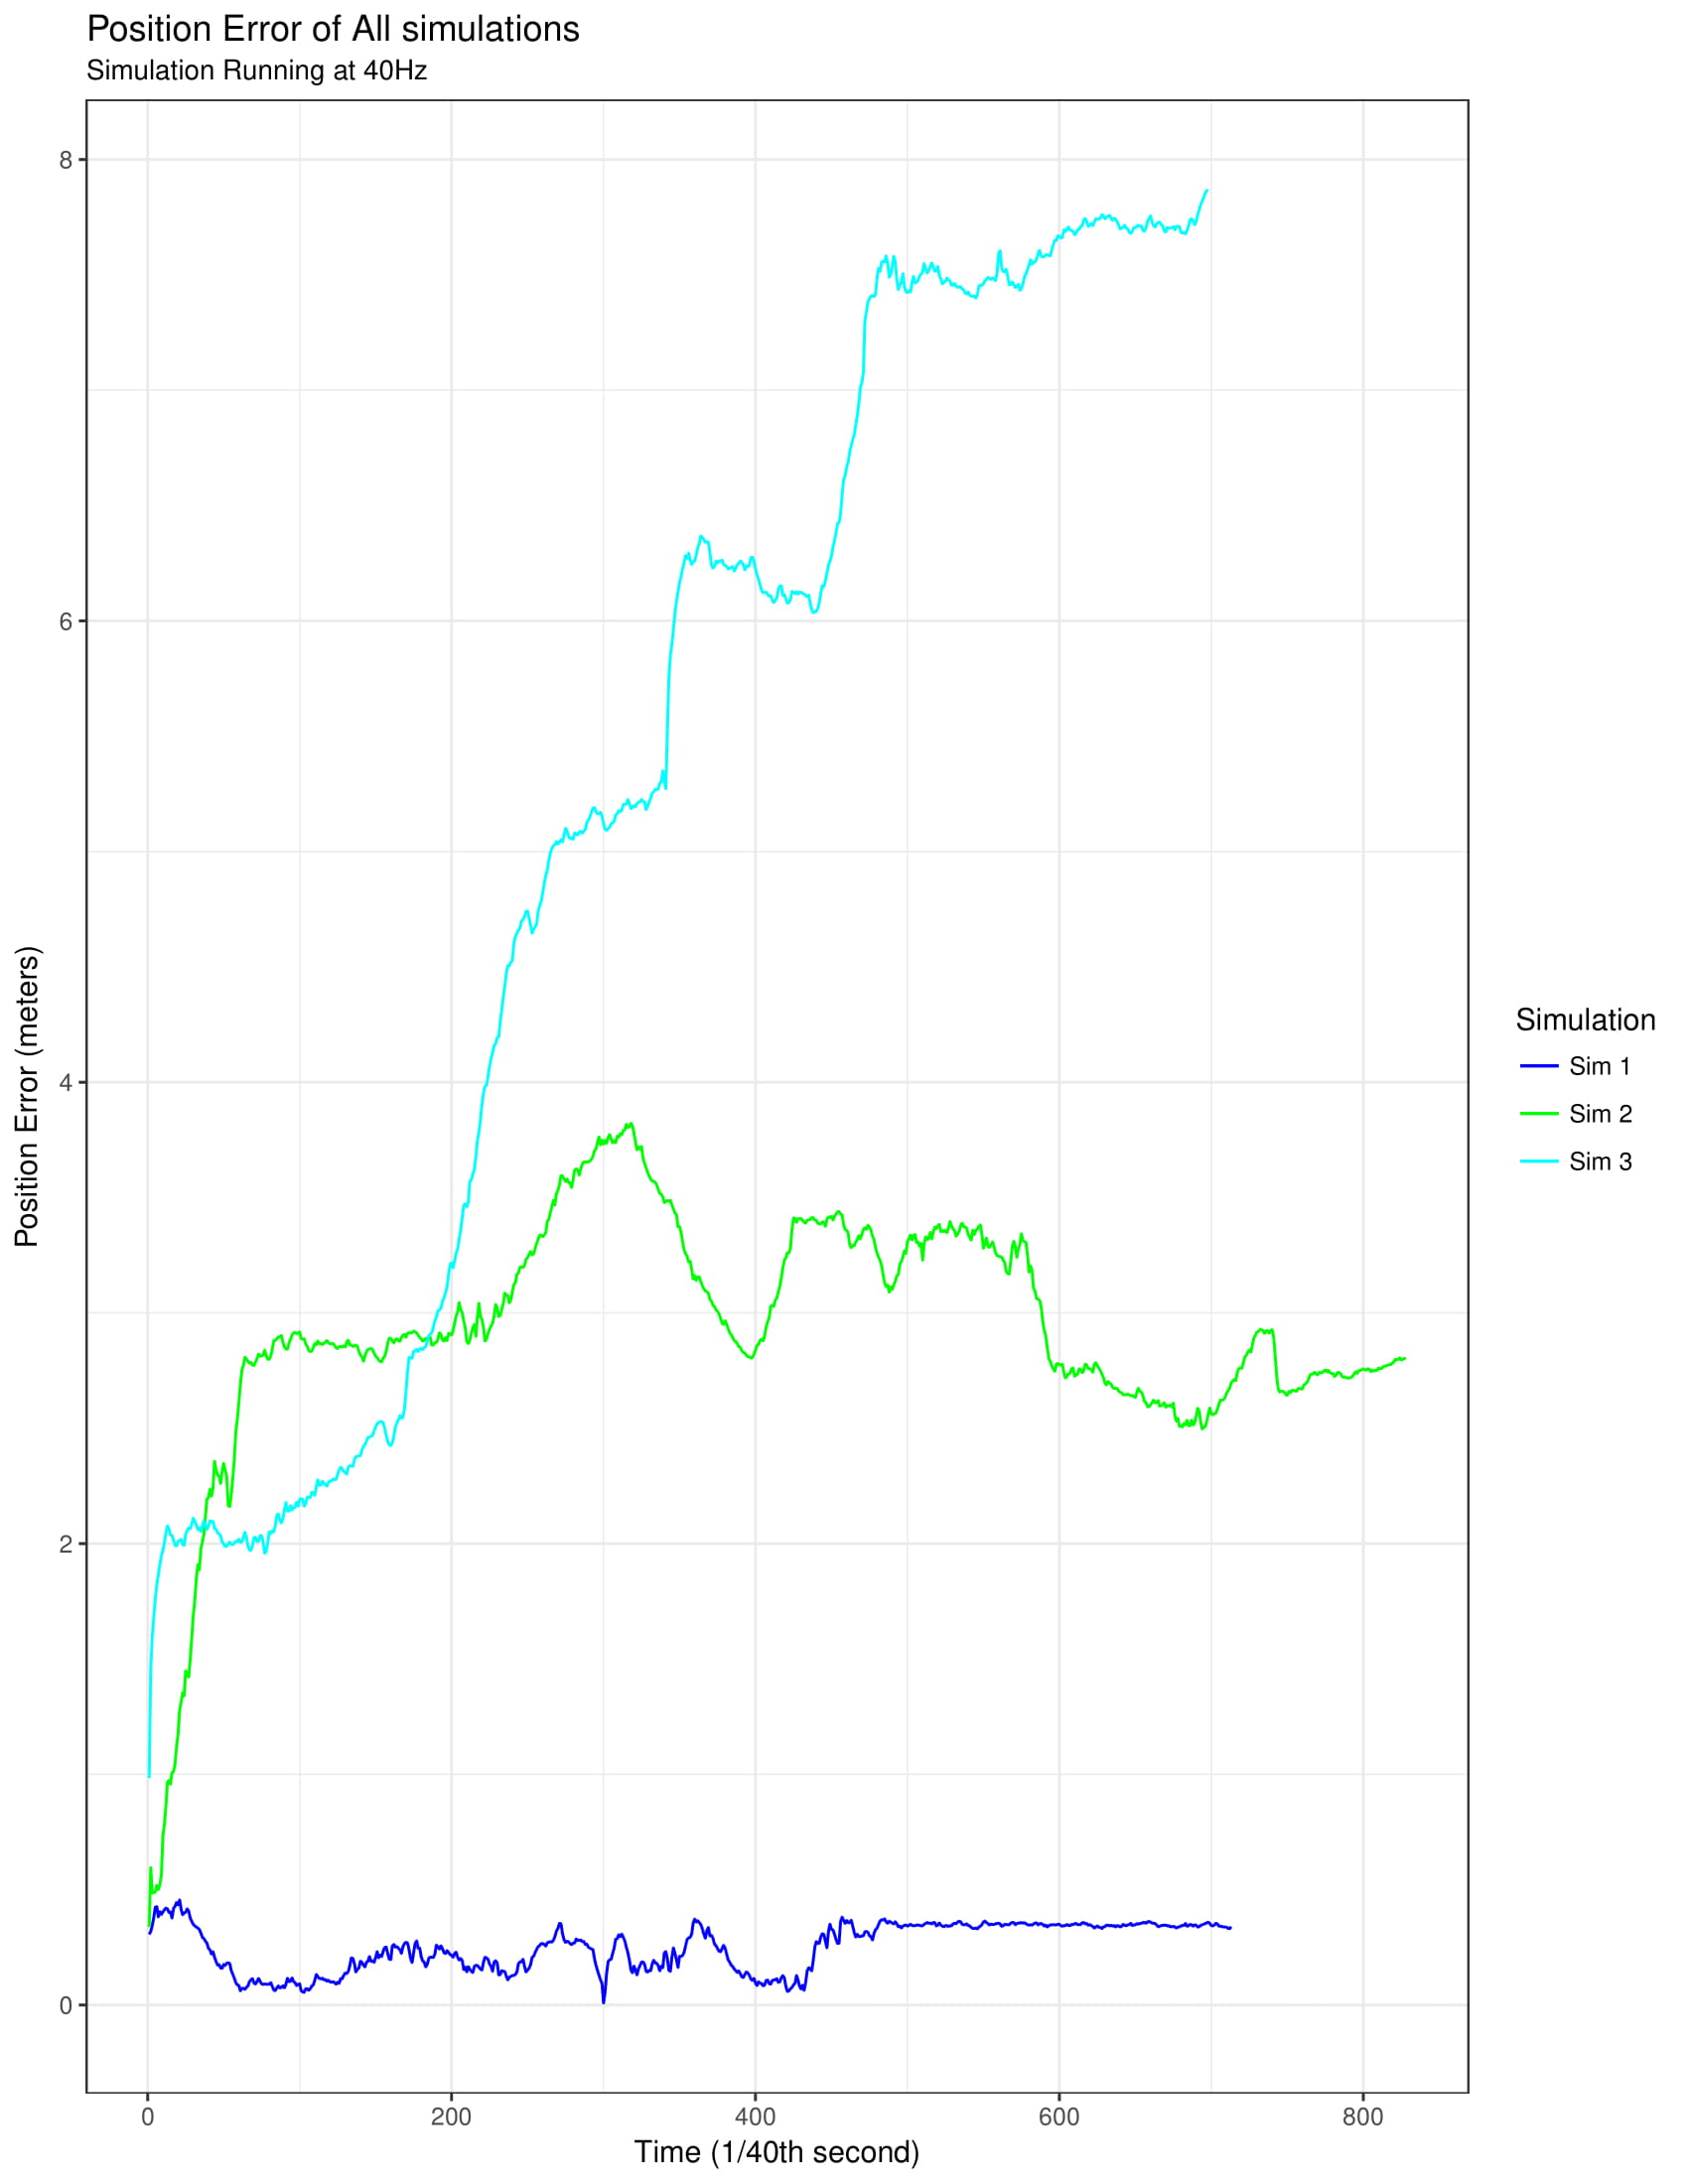 Position Error of All simulations
Simulation Running at 40Hz
8
6
4
2
0
Position Error (meters)
0 200 400 600 800
Time (1/40th second)
Simulation
Sim 1
Sim 2
Sim 3